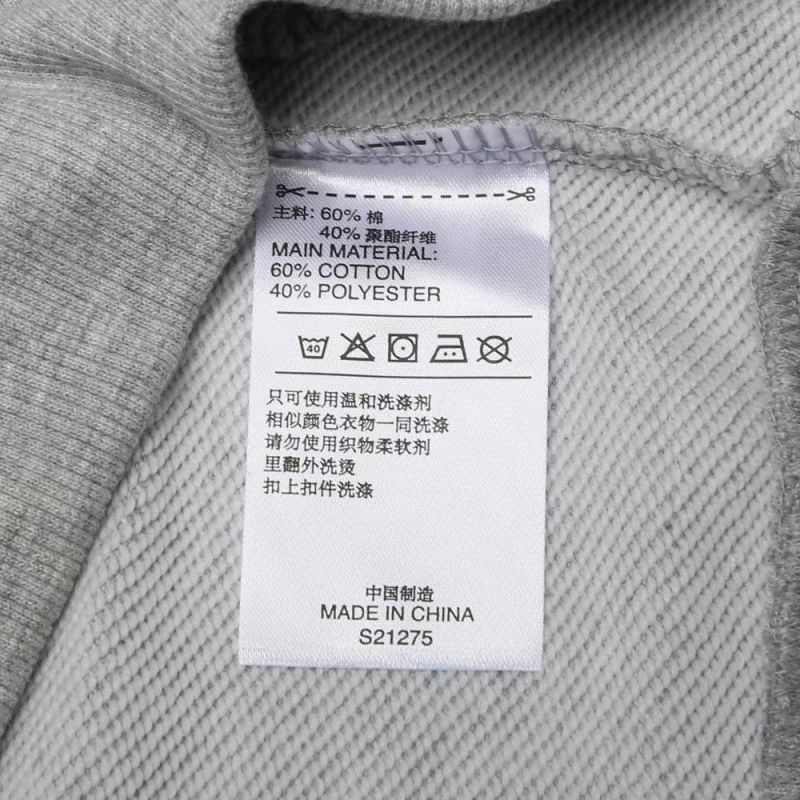 主料: 60% 棉
40% 聚酯纤维
MAIN MATERIAL:
60% COTTON
40% POLYESTER
40
只可使用温和洗涤剂
相似颜色衣物一同洗涤
请勿使用织物柔软剂
里翻外洗烫
扣上扣件洗涤
中国制造
MADE IN CHINA
S21275